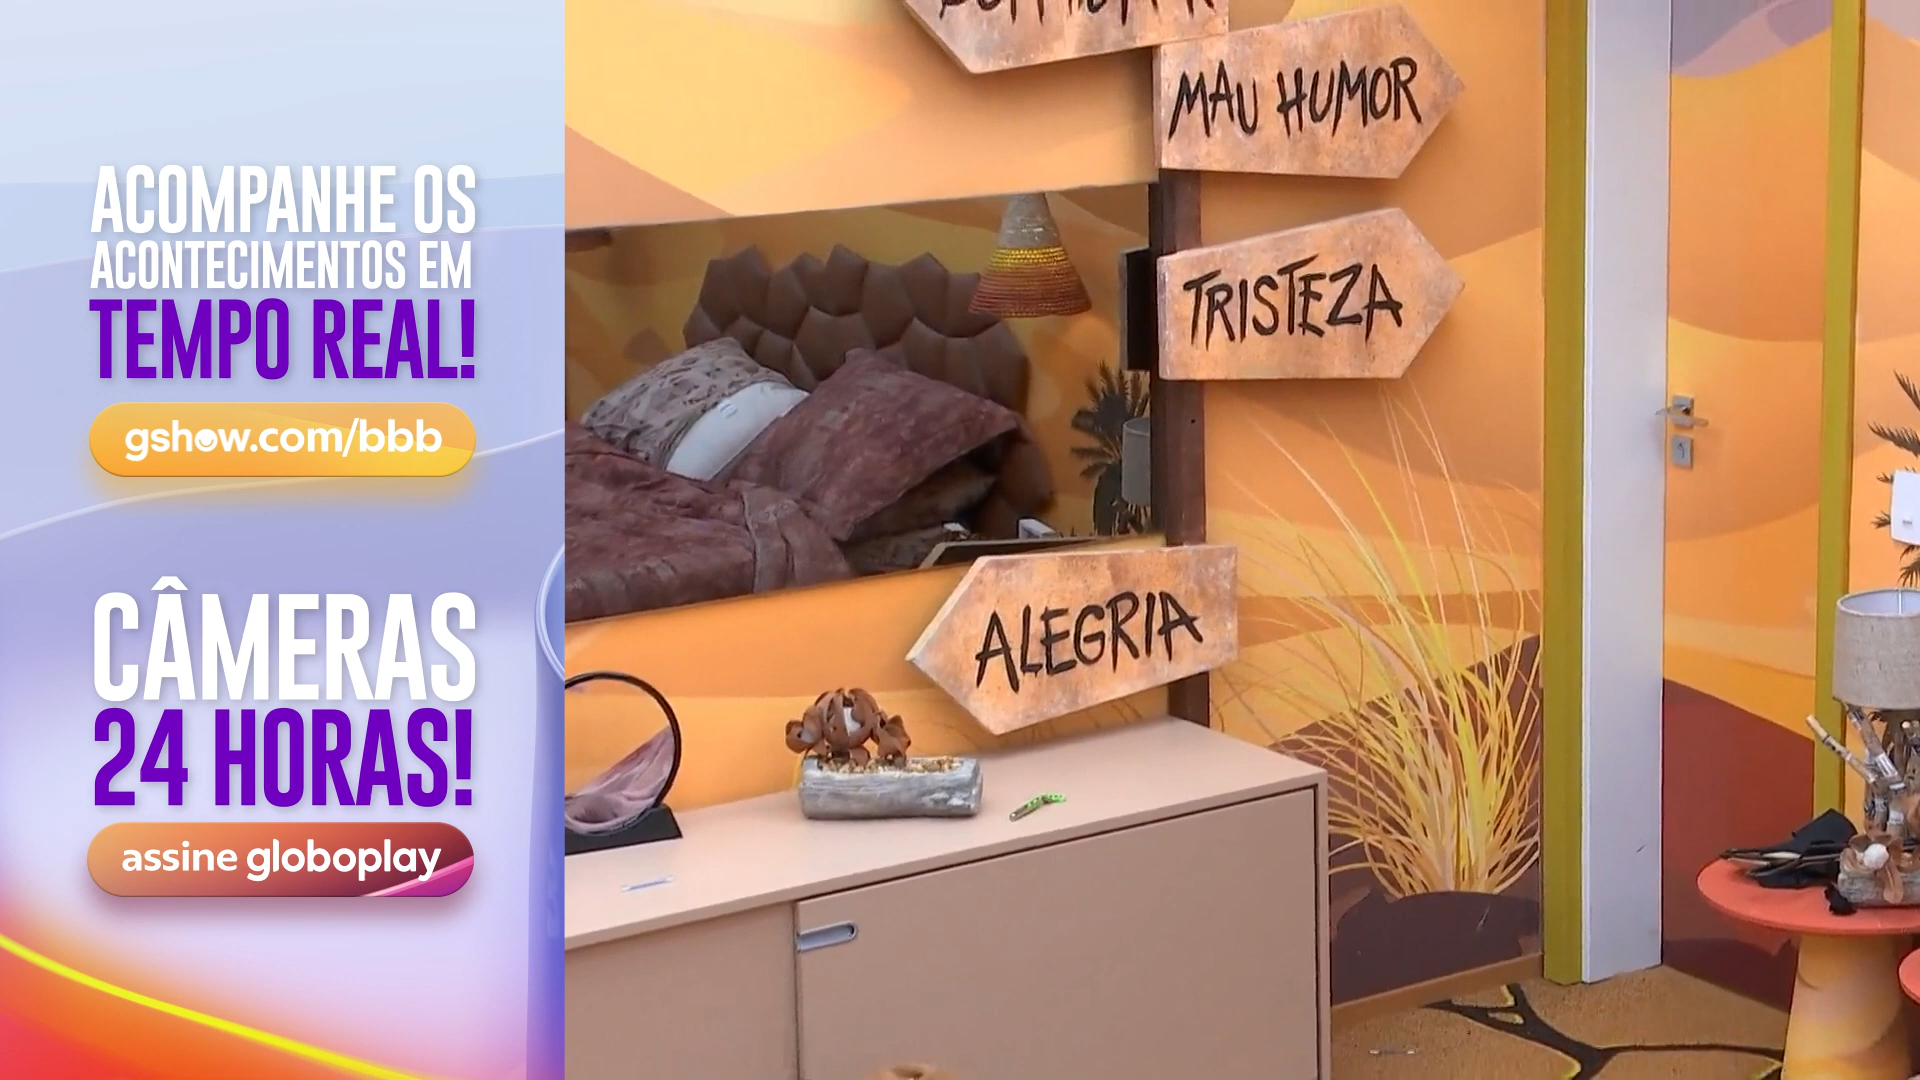 ACOMPANHE OS
ACONTECIMENTOS EM
TEMPO REAL!
gshow.com/bbb
CÂMERAS
24 HORAS!
assine globoplay
MAU HUMOR
TRISTEZA
ALEGRIA